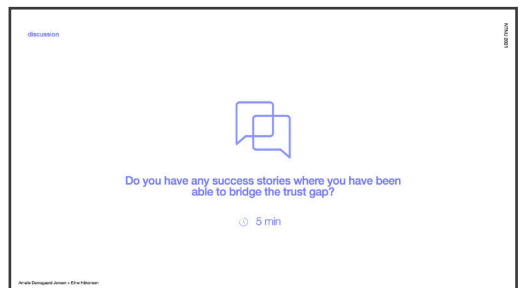 discussion
NTNU 2021
Do you have any success stories where you have been
able to bridge the trust gap?
5 min
Amalie Damsgaard Jensen + Eline Håkonsen